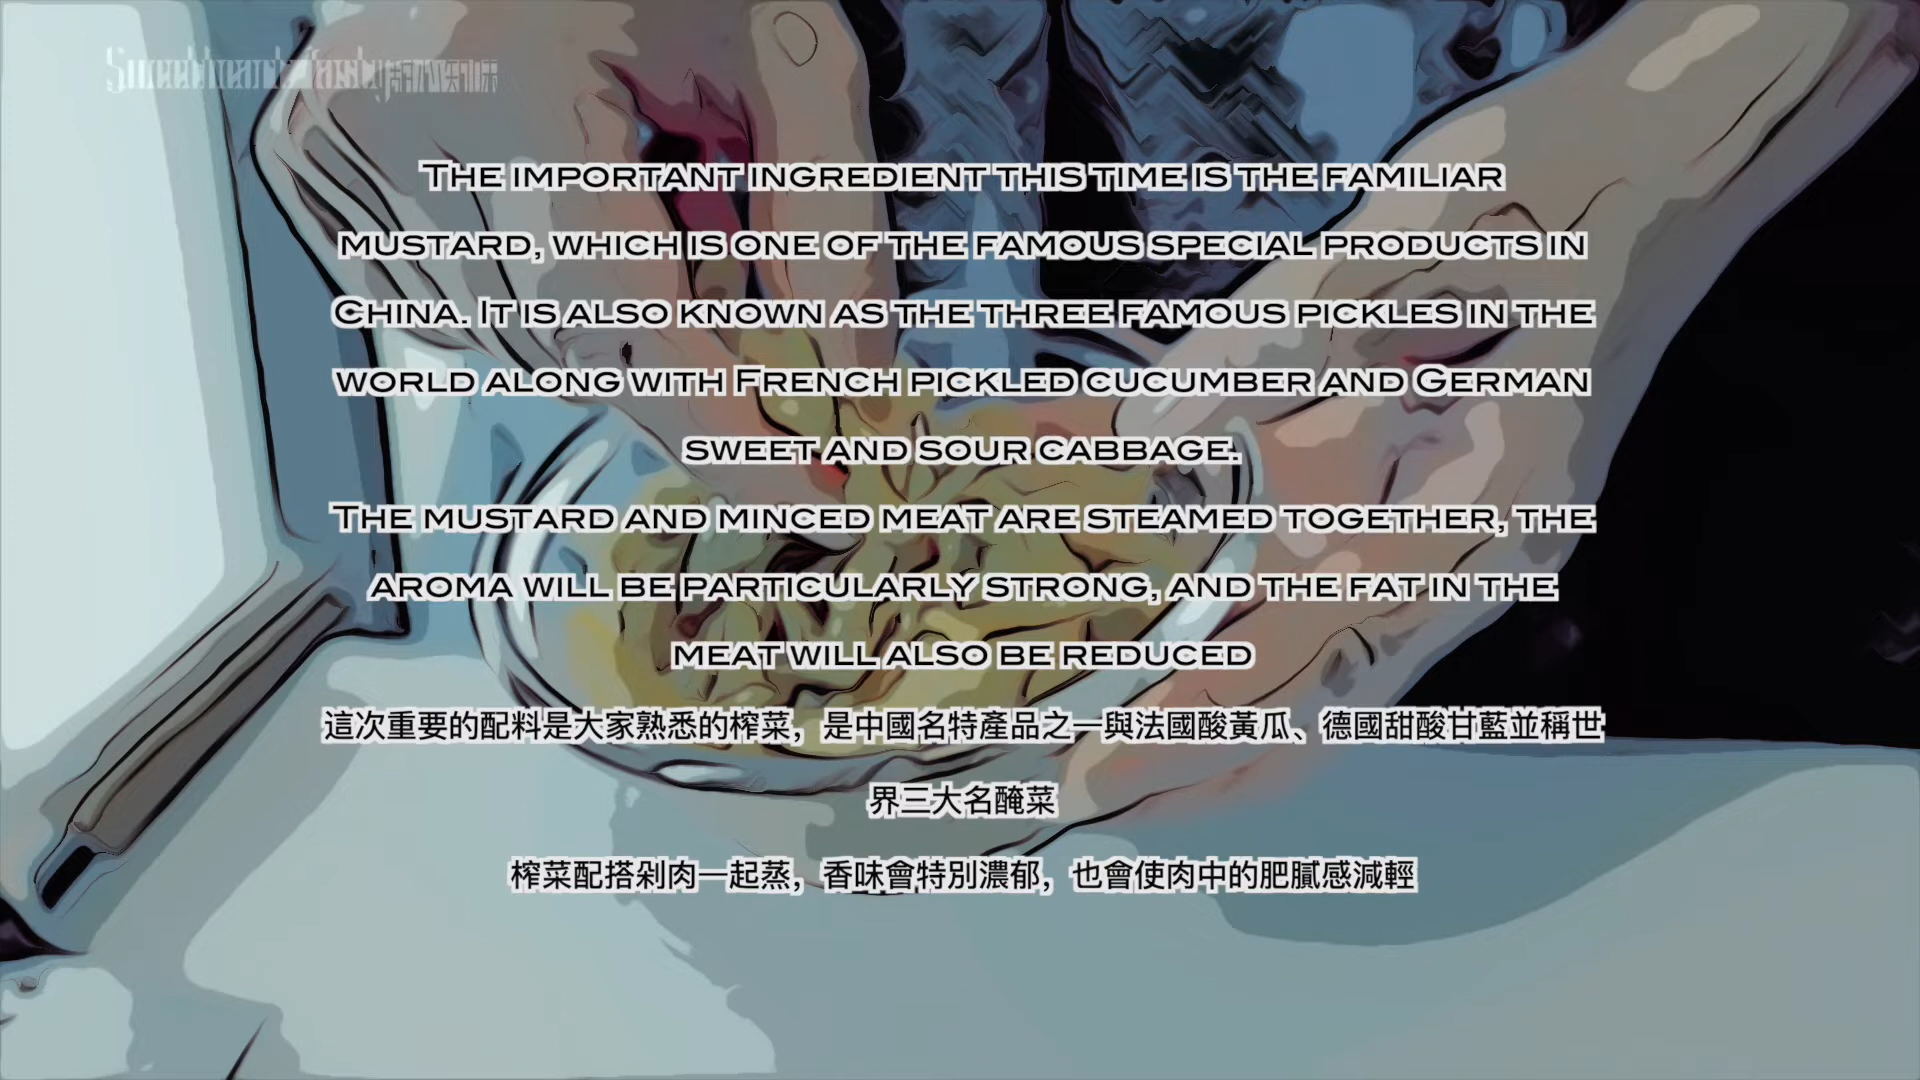 The important ingredient this time is the familiar
mustard, which is one of the famous special products in
China. It is also known as the three famous pickles in the
world along with French pickled cucumber and German
sweet and sour cabbage.
The mustard and minced meat are steamed together, the
aroma will be particularly strong, and the fat in the
meat will also be reduced
這次重要的配料是大家熟悉的榨菜，是中國名特產品之一與法國酸黃瓜、德國甜酸甘藍並稱世
界三大名醃菜
榨菜配搭剁肉一起蒸，香味會特別濃郁，也會使肉中的肥膩感減輕